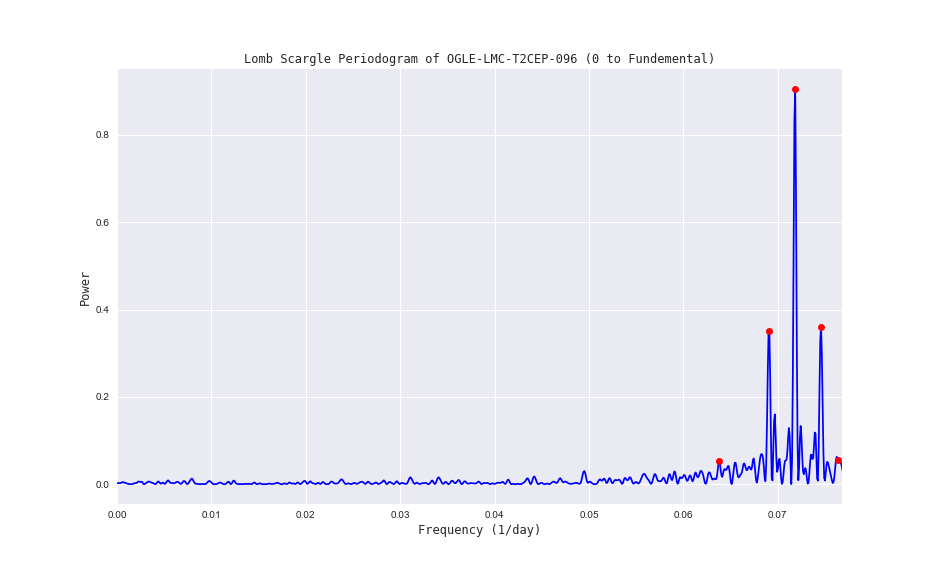 Lomb Scargle Periodogram of OGLE-LMC-T2CEP-096 (0 to Fundemental)
0.8
0.6
Power
0.4
0.2
0.0
0.00 0.01 0.02 0.03 0.04 0.05 0.06 0.07
Frequency (1/day)